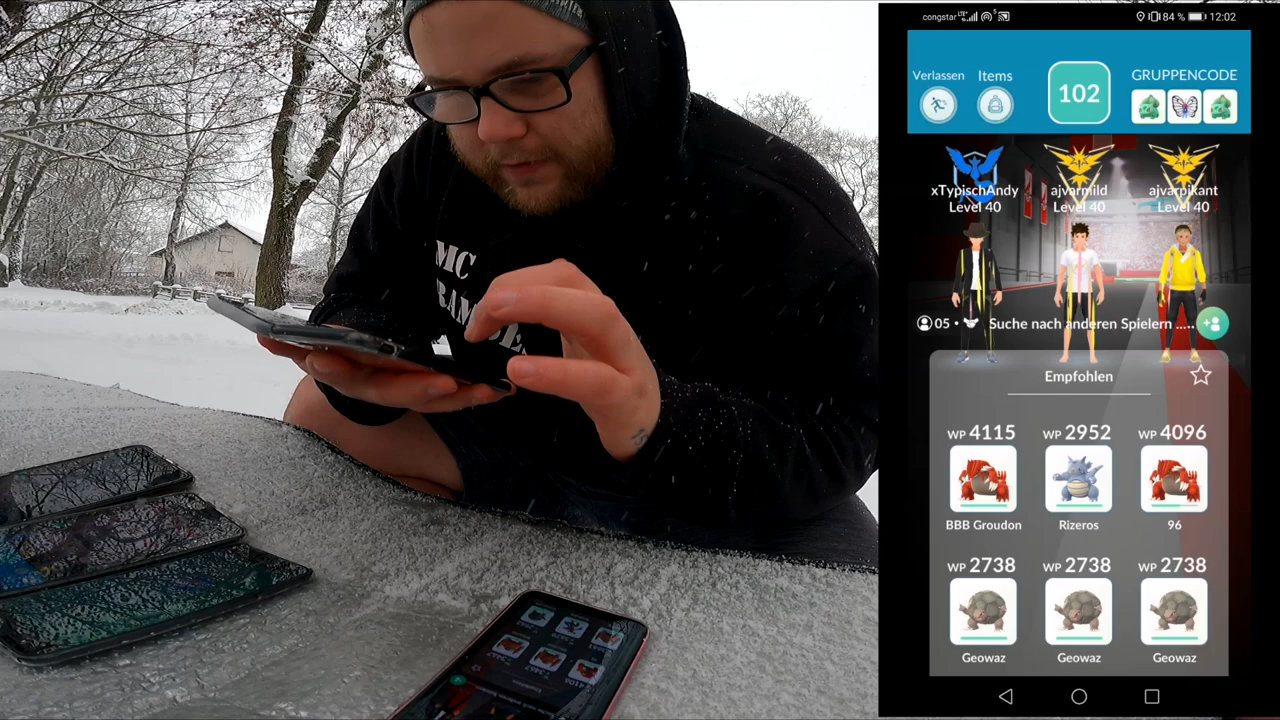 congstar 84 % 12:02
Verlassen Items 102 GRUPPENCODE
xTypischAndy ajvarmild ajvarpikant
Level 40 Level 40 Level 40
05 • Suche nach anderen Spielern .....
Empfohlen
WP 4115 WP 2952 WP 4096
BBB Groudon Rizeros 96
WP 2738 WP 2738 WP 2738
Geowaz Geowaz Geowaz
MC